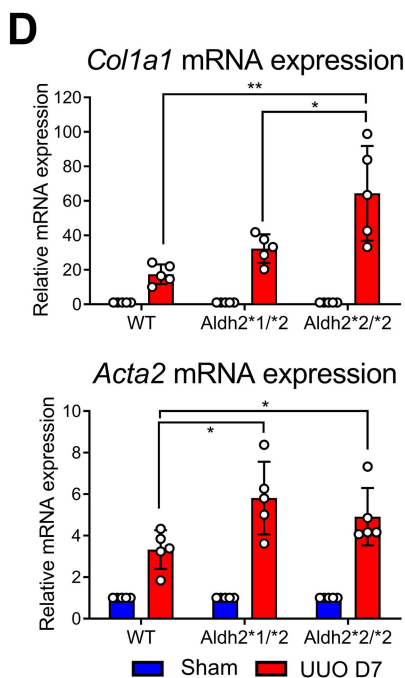 D
Col1a1 mRNA expression
Relative mRNA expression
120
100
80
60
40
20
0
**
*
WT
Aldh2*1/*2
Aldh2*2/*2
Acta2 mRNA expression
Relative mRNA expression
10
8
6
4
2
0
*
*
WT
Aldh2*1/*2
Aldh2*2/*2
Sham
UUO D7